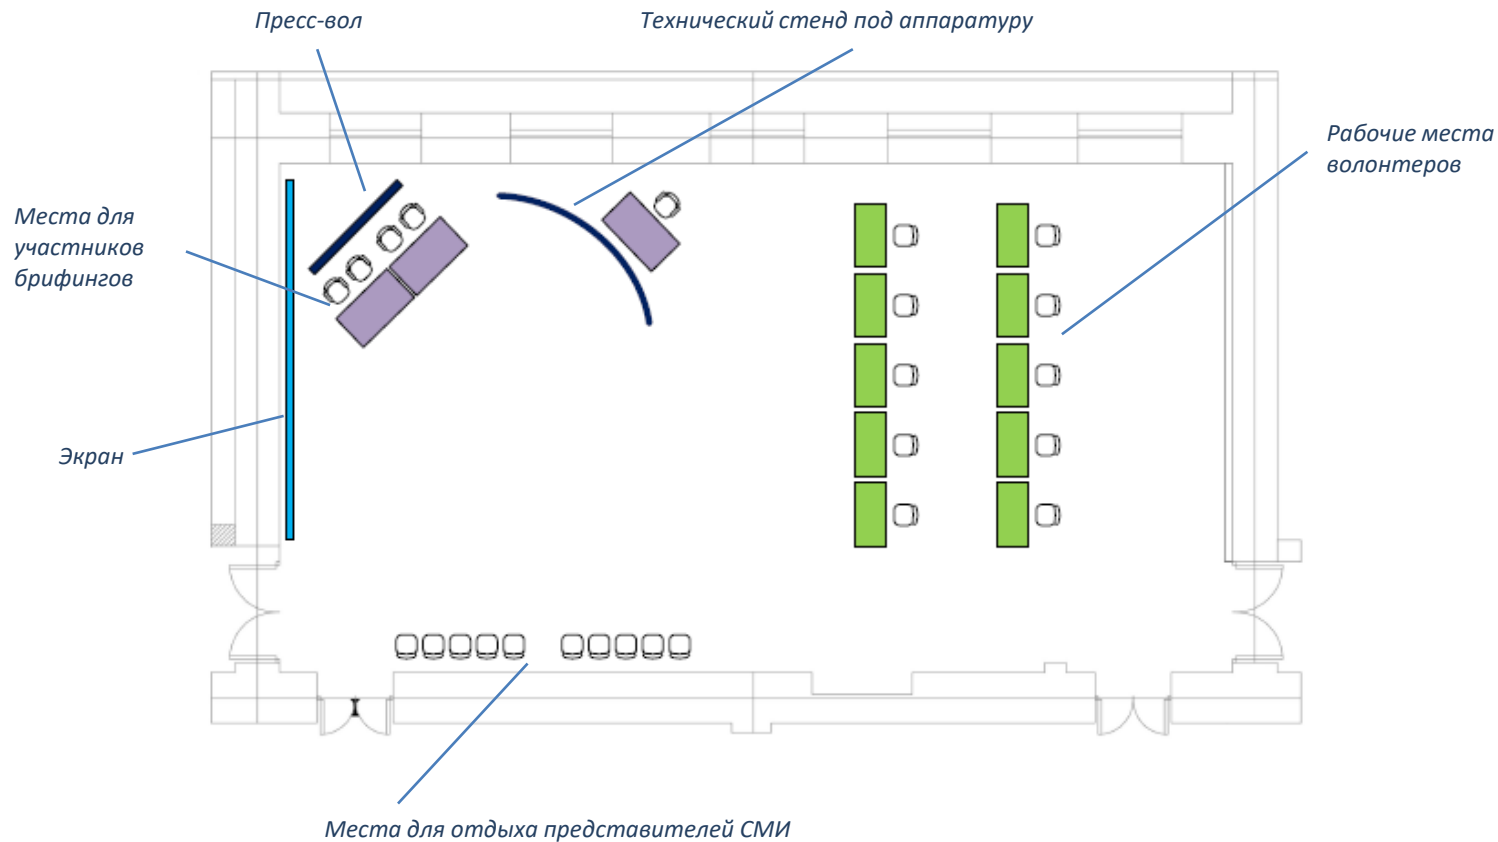 Пресс-вол
Технический стенд под аппаратуру
Рабочие места
волонтеров
Места для
участников
брифингов
Экран
Места для отдыха представителей СМИ